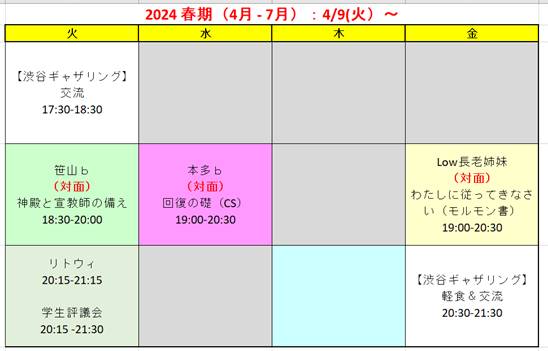 2024 春期（4月 - 7月）：4/9(火）～
火 水 木 金
【渋谷ギャザリング】
交流
17:30-18:30
笹山ｂ
（対面）
神殿と宣教師の備え
18:30-20:00
本多ｂ
（対面）
回復の礎（CS）
19:00-20:30
Low長老姉妹
（対面）
わたしに従ってきなさ
い（モルモン書）
19:00-20:30
リトウィ
20:15-21:15
学生評議会
20:15 -21:30
【渋谷ギャザリング】
軽食＆交流
20:30-21:30